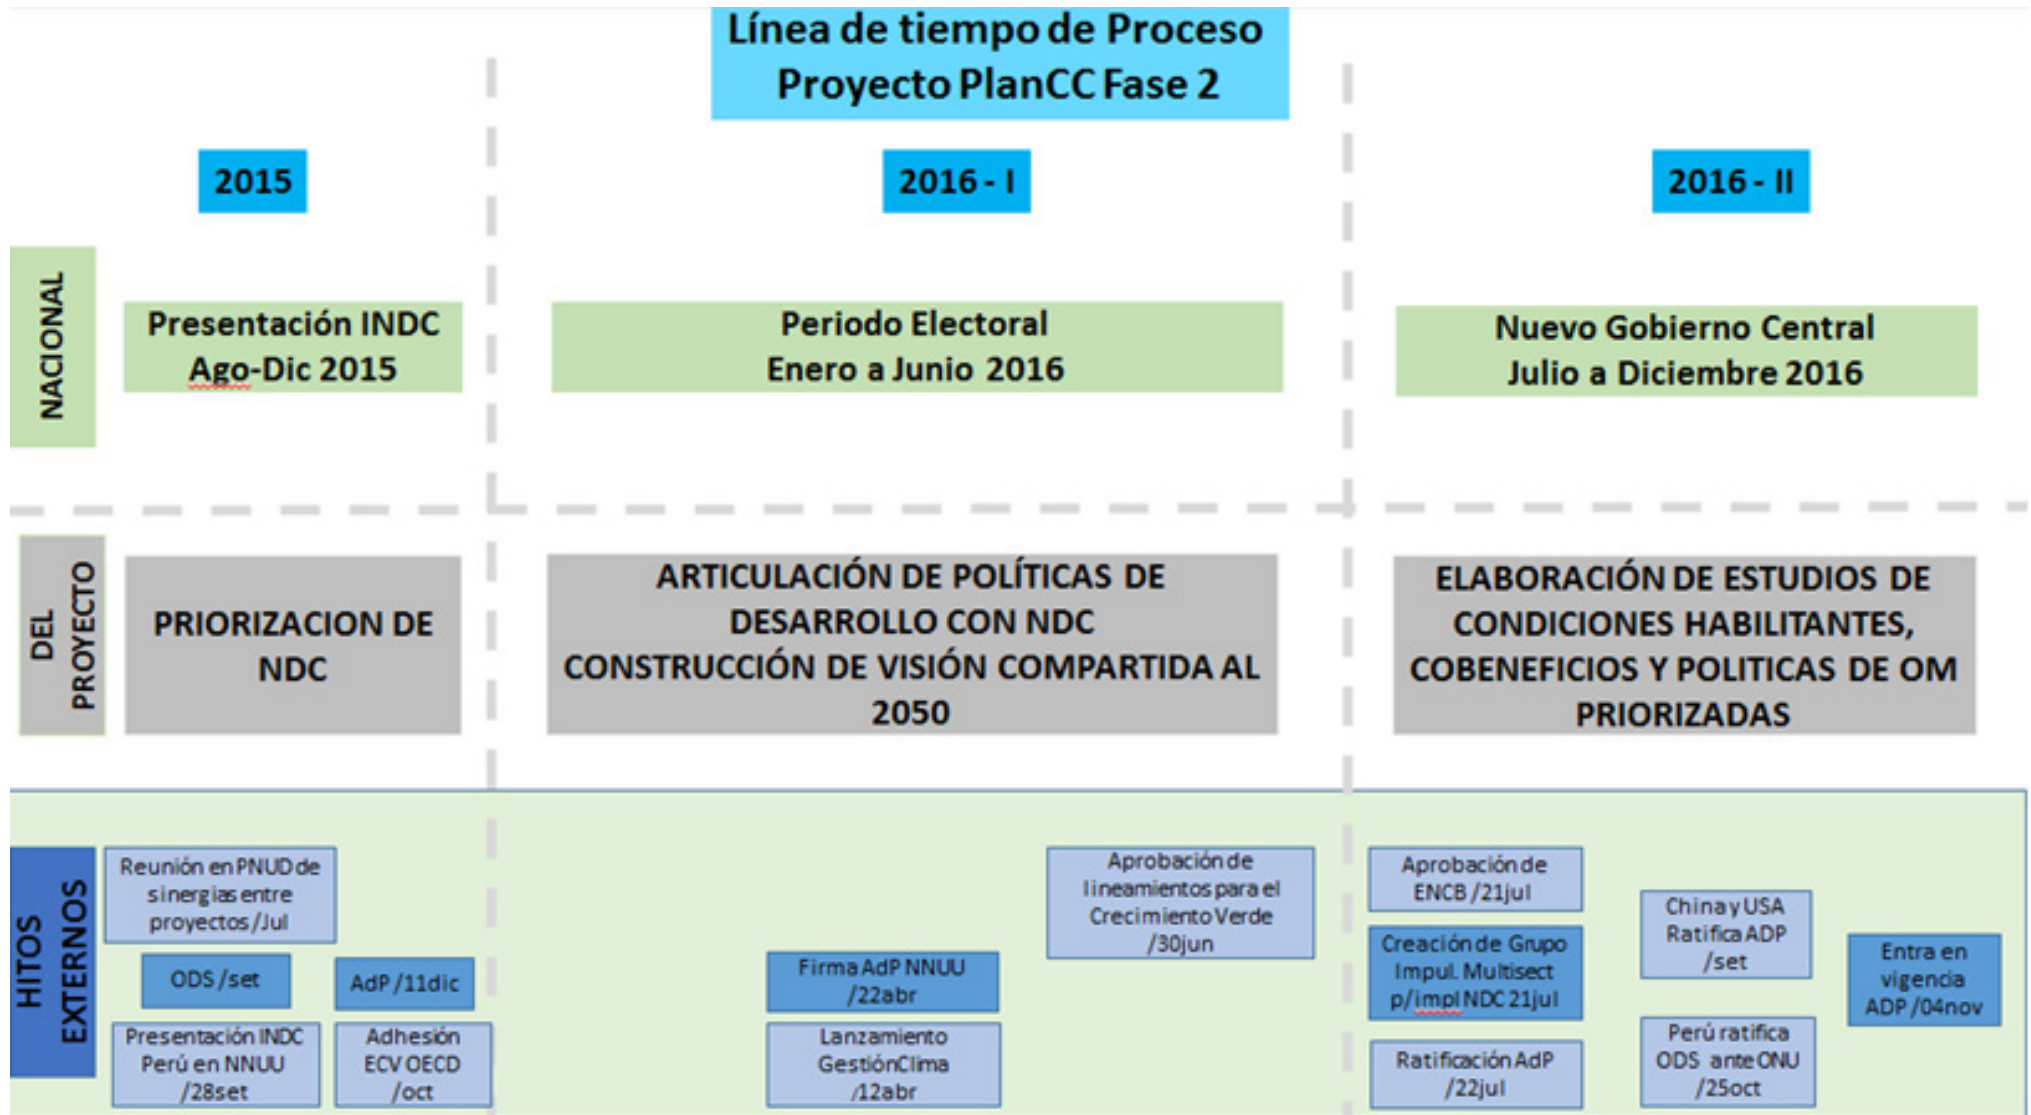 Línea de tiempo de Proceso
Proyecto PlanCC Fase 2
2015
2016 - I
2016 - II
NACIONAL
Presentación INDC
Ago-Dic 2015
Periodo Electoral
Enero a Junio 2016
Nuevo Gobierno Central
Julio a Diciembre 2016
DEL
PROYECTO
PRIORIZACION DE
NDC
ARTICULACIÓN DE POLÍTICAS DE
DESARROLLO CON NDC
CONSTRUCCIÓN DE VISIÓN COMPARTIDA AL
2050
ELABORACIÓN DE ESTUDIOS DE
CONDICIONES HABILITANTES,
COBENEFICIOS Y POLITICAS DE OM
PRIORIZADAS
HITOS
EXTERNOS
Reunión en PNUD de
sinergias entre
proyectos /Jul
ODS /set
AdP /11dic
Presentación INDC
Perú en NNUU
/28set
Adhesión
ECV OECD
/oct
Firma AdP NNUU
/22abr
Lanzamiento
GestiónClima
/12abr
Aprobación de
lineamientos para el
Crecimiento Verde
/30jun
Aprobación de
ENCB /21jul
Creación de Grupo
Impul. Multisect
p/impl NDC 21jul
Ratificación AdP
/22jul
China y USA
Ratifica ADP
/set
Perú ratifica
ODS ante ONU
/25oct
Entra en
vigencia
ADP /04nov